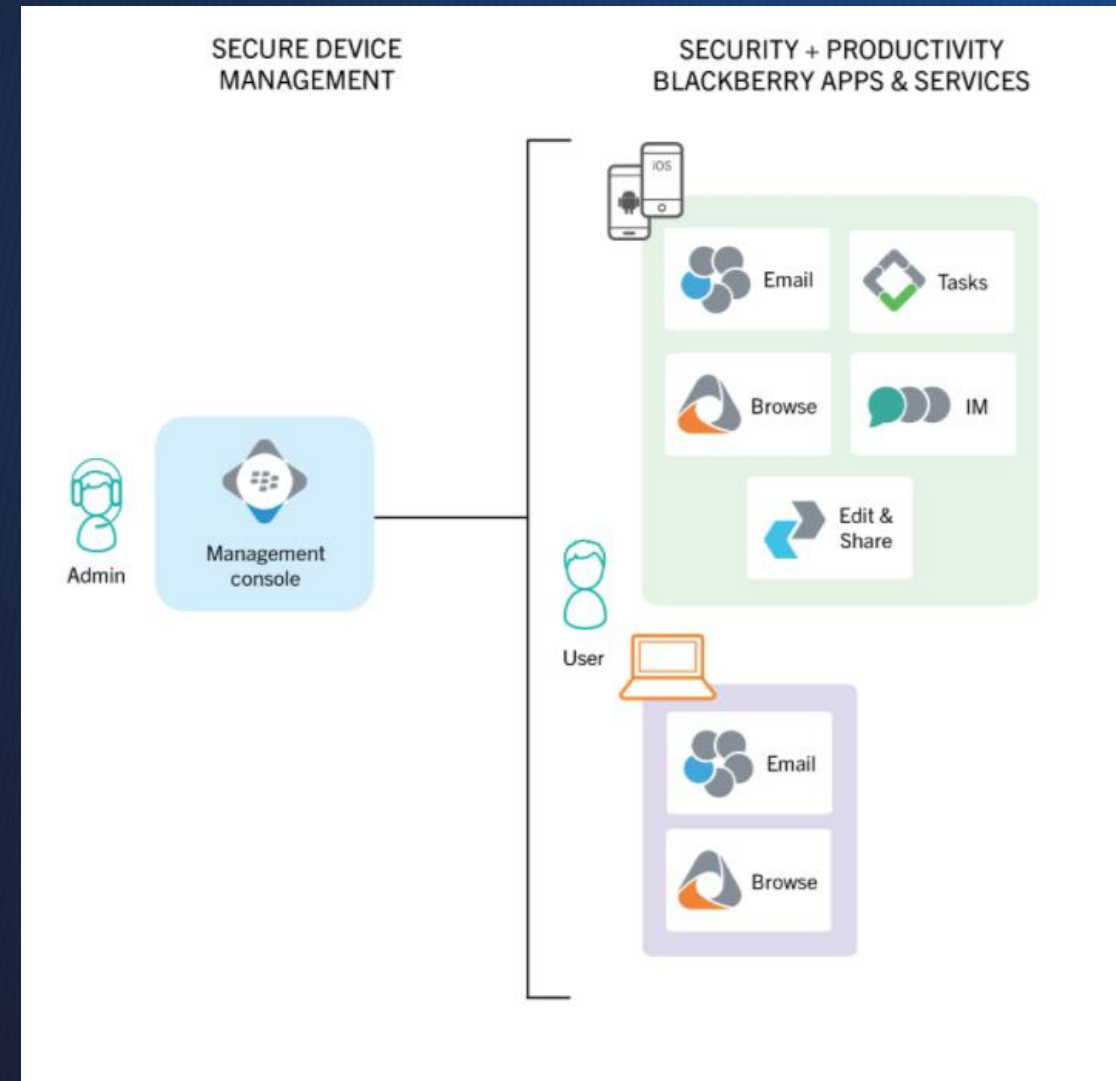 SECURE DEVICE
MANAGEMENT
SECURITY + PRODUCTIVITY
BLACKBERRY APPS & SERVICES
iOS
Email
Tasks
Browse
IM
Edit &
Share
Admin
Management
console
User
Email
Browse